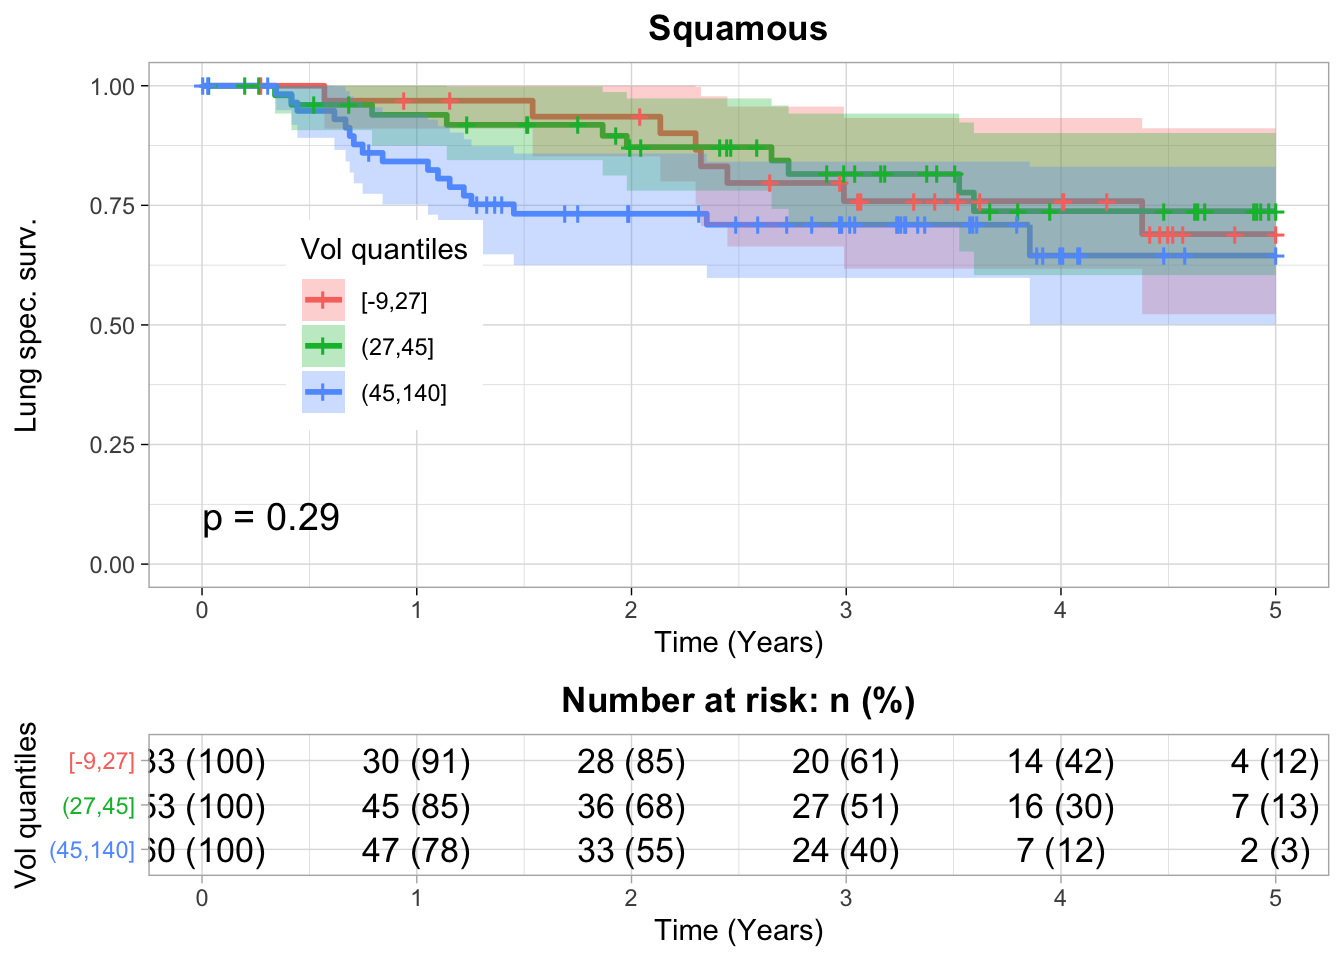 Squamous
Lung spec. surv.
1.00
0.75
0.50
0.25
0.00
Vol quantiles
[-9,27]
(27,45]
(45,140]
p = 0.29
0 1 2 3 4 5
Time (Years)
Number at risk: n (%)
Vol quantiles
[-9,27] 33 (100) 30 (91) 28 (85) 20 (61) 14 (42) 4 (12)
(27,45] 53 (100) 45 (85) 36 (68) 27 (51) 16 (30) 7 (13)
(45,140] 60 (100) 47 (78) 33 (55) 24 (40) 7 (12) 2 (3)
0 1 2 3 4 5
Time (Years)